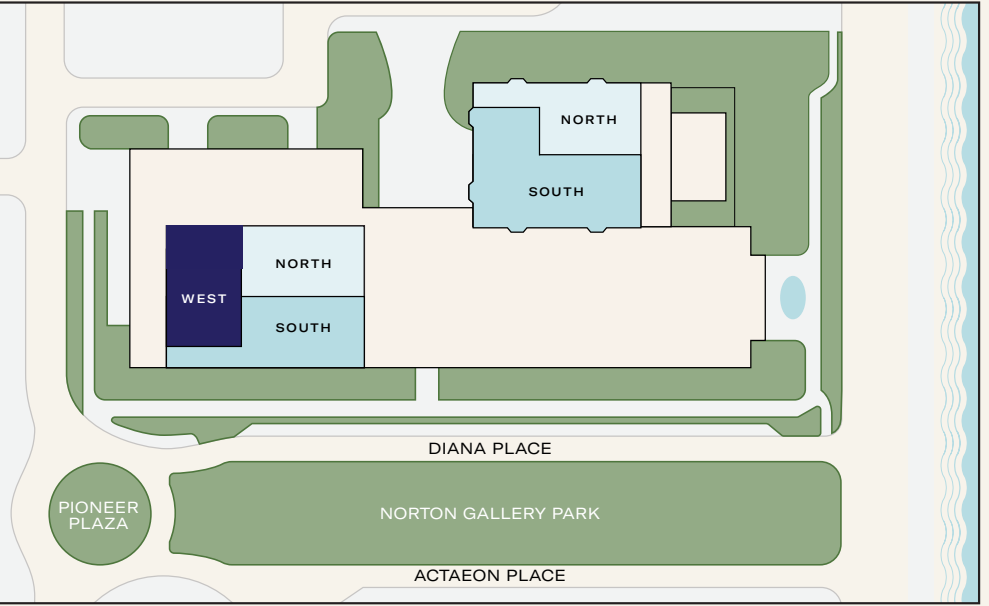 NORTH
SOUTH
NORTH
WEST
SOUTH
DIANA PLACE
PIONEER
PLAZA
NORTON GALLERY PARK
ACTAEON PLACE